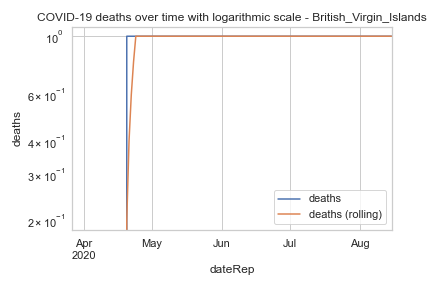 COVID-19 deaths over time with logarithmic scale - British_Virgin_Islands
10⁰
6 × 10⁻¹
4 × 10⁻¹
3 × 10⁻¹
2 × 10⁻¹
deaths
deaths
deaths (rolling)
Apr
2020
May
Jun
Jul
Aug
dateRep